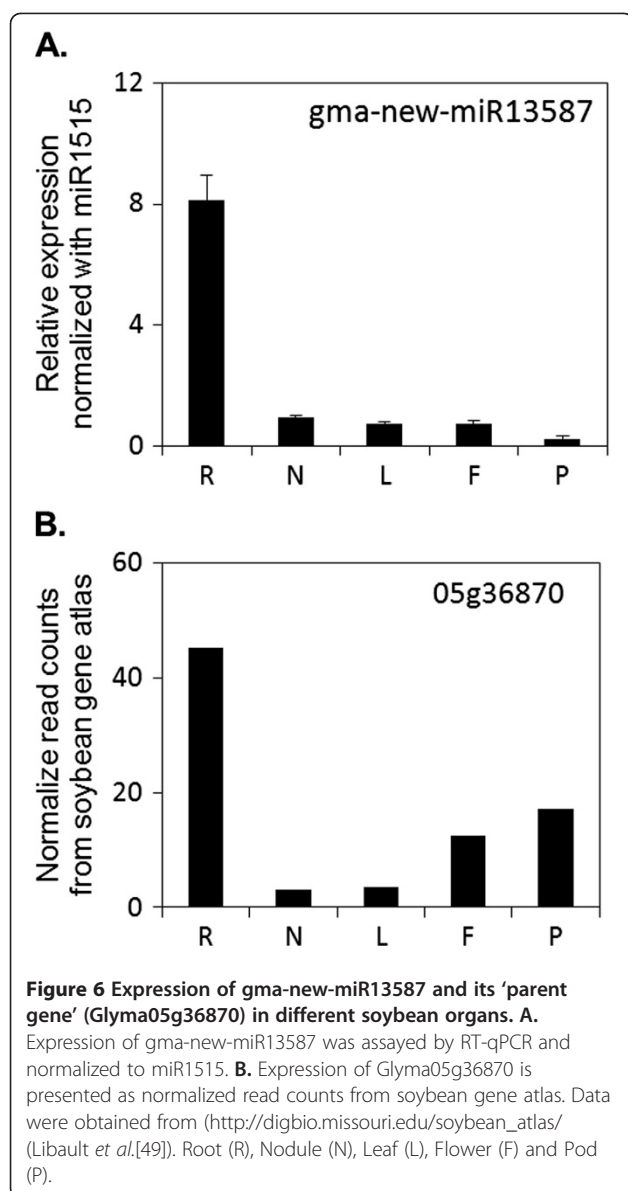 A.
12
8
4
0
Relative expression
normalized with miR1515
gma-new-miR13587
R N L F P
B.
60
40
20
0
Normalize read counts
from soybean gene atlas
05g36870
R N L F P
Figure 6 Expression of gma-new-miR13587 and its ‘parent
gene’ (Glyma05g36870) in different soybean organs. A.
Expression of gma-new-miR13587 was assayed by RT-qPCR and
normalized to miR1515. B. Expression of Glyma05g36870 is
presented as normalized read counts from soybean gene atlas. Data
were obtained from (http://digbio.missouri.edu/soybean_atlas/
(Libault et al.[49]). Root (R), Nodule (N), Leaf (L), Flower (F) and Pod
(P).